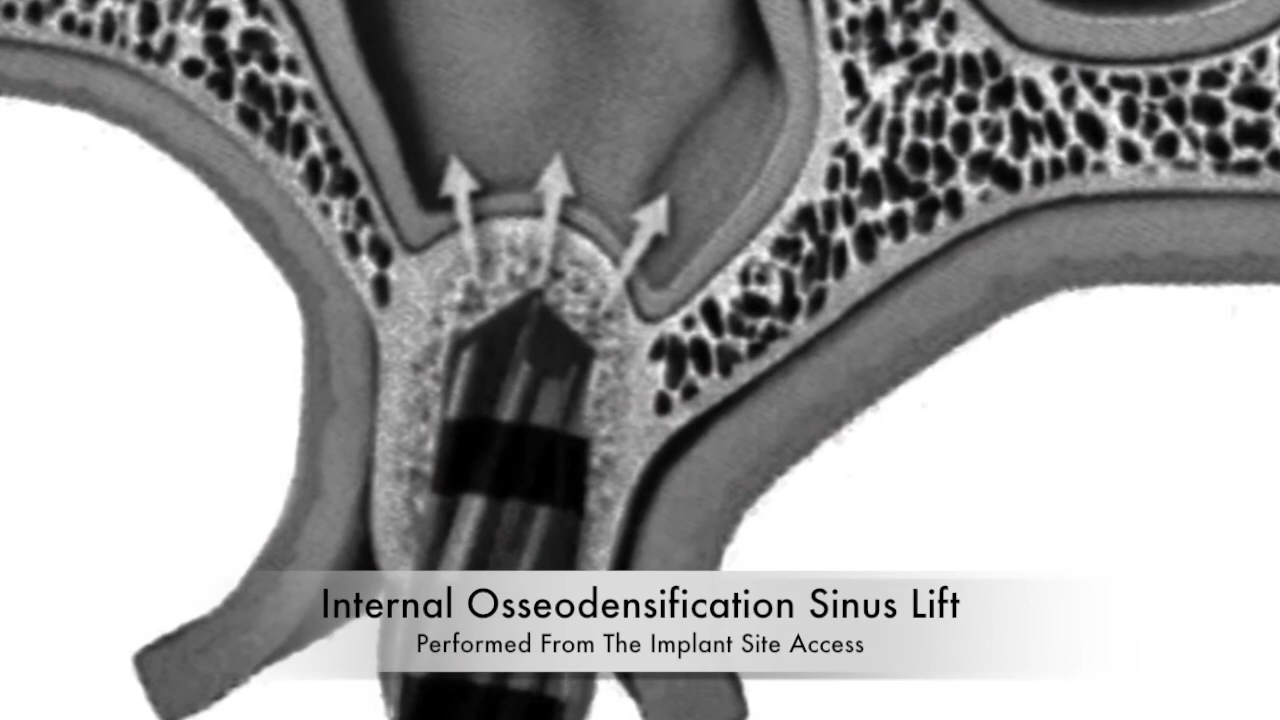 Internal Osseodensification Sinus Lift
Performed From The Implant Site Access